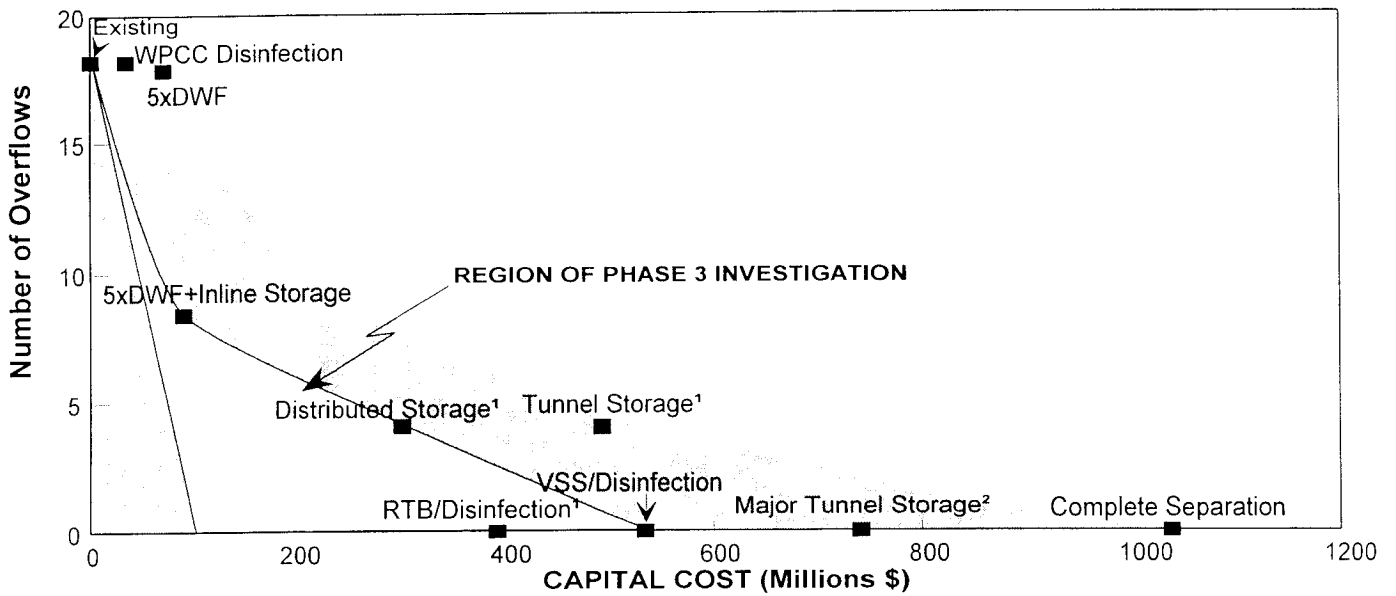 20
Existing
WPCC Disinfection
5xDWF
15
Number of Overflows
10
REGION OF PHASE 3 INVESTIGATION
5xDWF+Inline Storage
5
Distributed Storage¹
Tunnel Storage¹
VSS/Disinfection
RTB/Disinfection¹
Major Tunnel Storage²
Complete Separation
0
0 200 400 600 800 1000 1200
CAPITAL COST (Millions $)